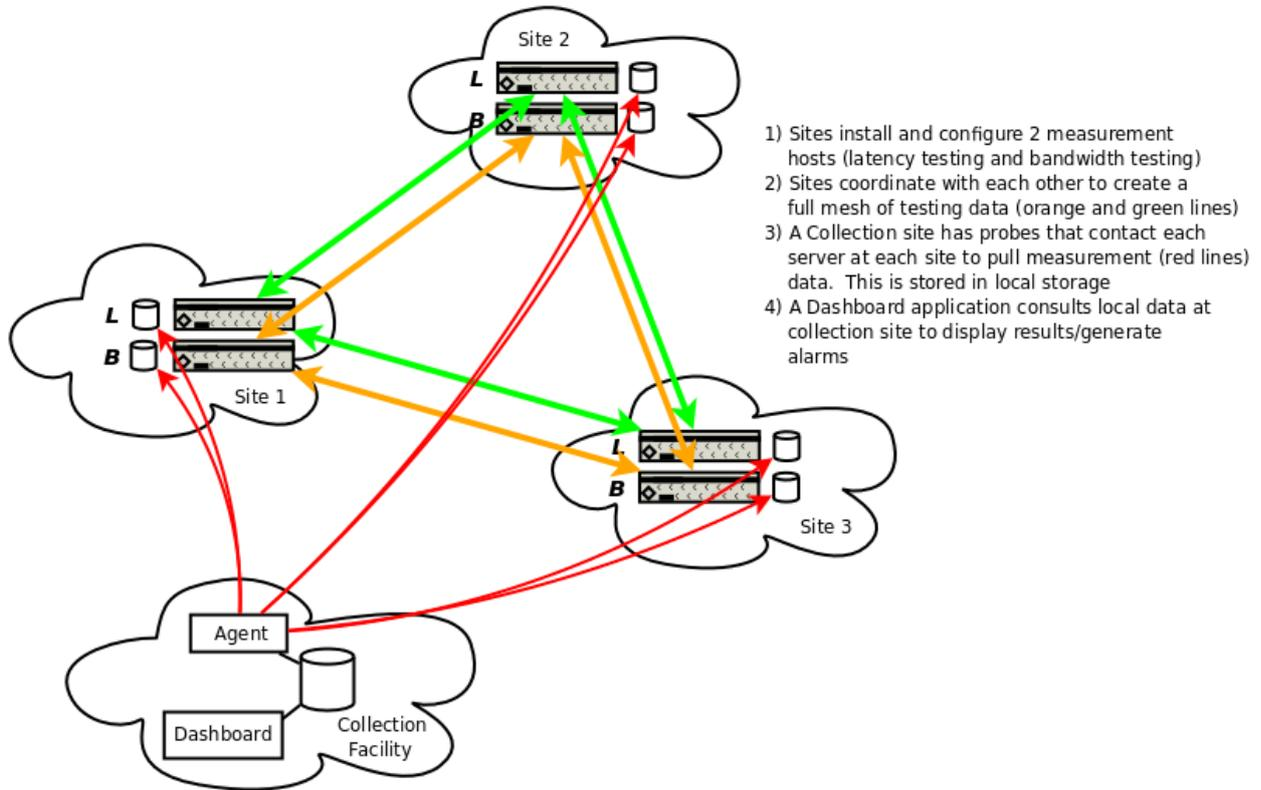 Site 2
L
B
1) Sites install and configure 2 measurement
hosts (latency testing and bandwidth testing)
2) Sites coordinate with each other to create a
full mesh of testing data (orange and green lines)
3) A Collection site has probes that contact each
server at each site to pull measurement (red lines)
data.  This is stored in local storage
4) A Dashboard application consults local data at
collection site to display results/generate
alarms
L
B
Site 1
L
B
Site 3
Agent
Dashboard
Collection
Facility